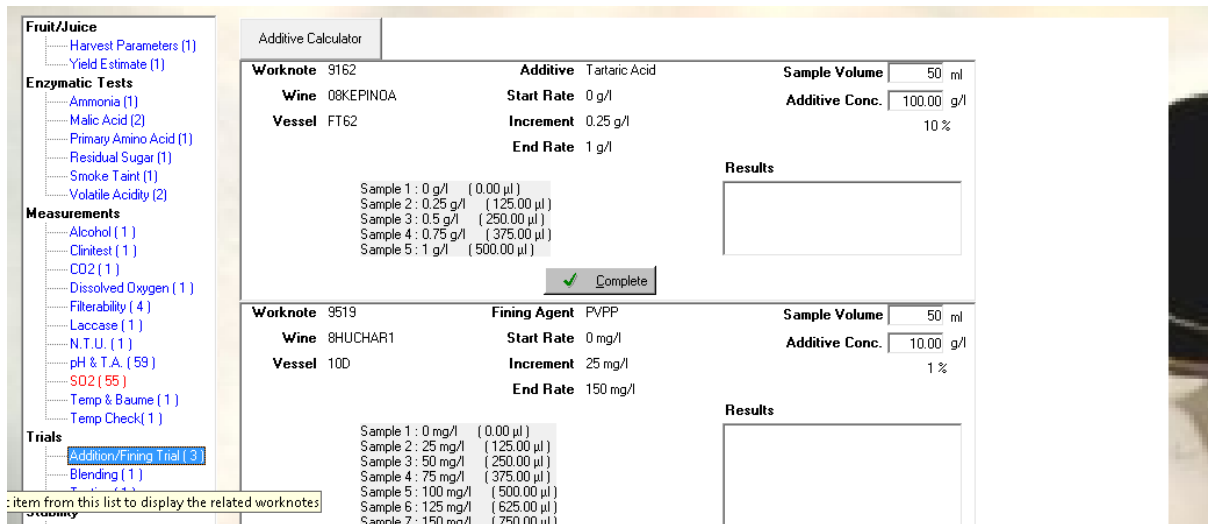 Fruit/Juice
Harvest Parameters (1)
Yield Estimate (1)
Enzymatic Tests
Ammonia (1)
Malic Acid (2)
Primary Amino Acid (1)
Residual Sugar (1)
Smoke Taint (1)
Volatile Acidity (2)
Measurements
Alcohol ( 1 )
Clinitest ( 1 )
CO2 ( 1 )
Dissolved Oxygen ( 1 )
Filterability ( 4 )
Laccase ( 1 )
N.T.U. ( 1 )
pH & T.A. ( 59 )
SO2 ( 55 )
Temp & Baume ( 1 )
Temp Check( 1 )
Trials
Addition/Fining Trial ( 3 )
Blending ( 1 )
item from this list to display the related worknotes
Stability
Additive Calculator
Worknote 9162 Additive Tartaric Acid Sample Volume 50 ml
Wine 08KEPINOA Start Rate 0 g/l Additive Conc. 100.00 g/l
Vessel FT62 Increment 0.25 g/l 10 %
End Rate 1 g/l
Results
Sample 1 : 0 g/l ( 0.00 µl )
Sample 2 : 0.25 g/l ( 125.00 µl )
Sample 3 : 0.5 g/l ( 250.00 µl )
Sample 4 : 0.75 g/l ( 375.00 µl )
Sample 5 : 1 g/l ( 500.00 µl )
Complete
Worknote 9519 Fining Agent PVPP Sample Volume 50 ml
Wine 8HUCHAR1 Start Rate 0 mg/l Additive Conc. 10.00 g/l
Vessel 10D Increment 25 mg/l 1 %
End Rate 150 mg/l
Results
Sample 1 : 0 mg/l ( 0.00 µl )
Sample 2 : 25 mg/l ( 125.00 µl )
Sample 3 : 50 mg/l ( 250.00 µl )
Sample 4 : 75 mg/l ( 375.00 µl )
Sample 5 : 100 mg/l ( 500.00 µl )
Sample 6 : 125 mg/l ( 625.00 µl )
Sample 7 : 150 mg/l ( 750.00 µl )